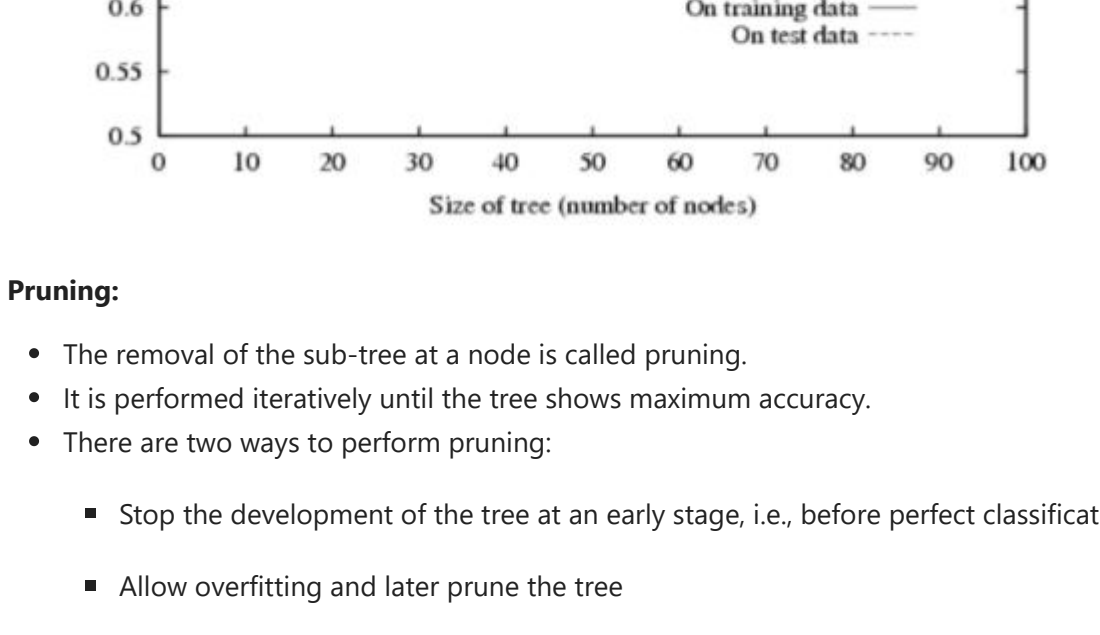 0.6
On training data
On test data
0.55
0.5
0 10 20 30 40 50 60 70 80 90 100
Size of tree (number of nodes)
Pruning:
• The removal of the sub-tree at a node is called pruning.
• It is performed iteratively until the tree shows maximum accuracy.
• There are two ways to perform pruning:
▪ Stop the development of the tree at an early stage, i.e., before perfect classificat
▪ Allow overfitting and later prune the tree